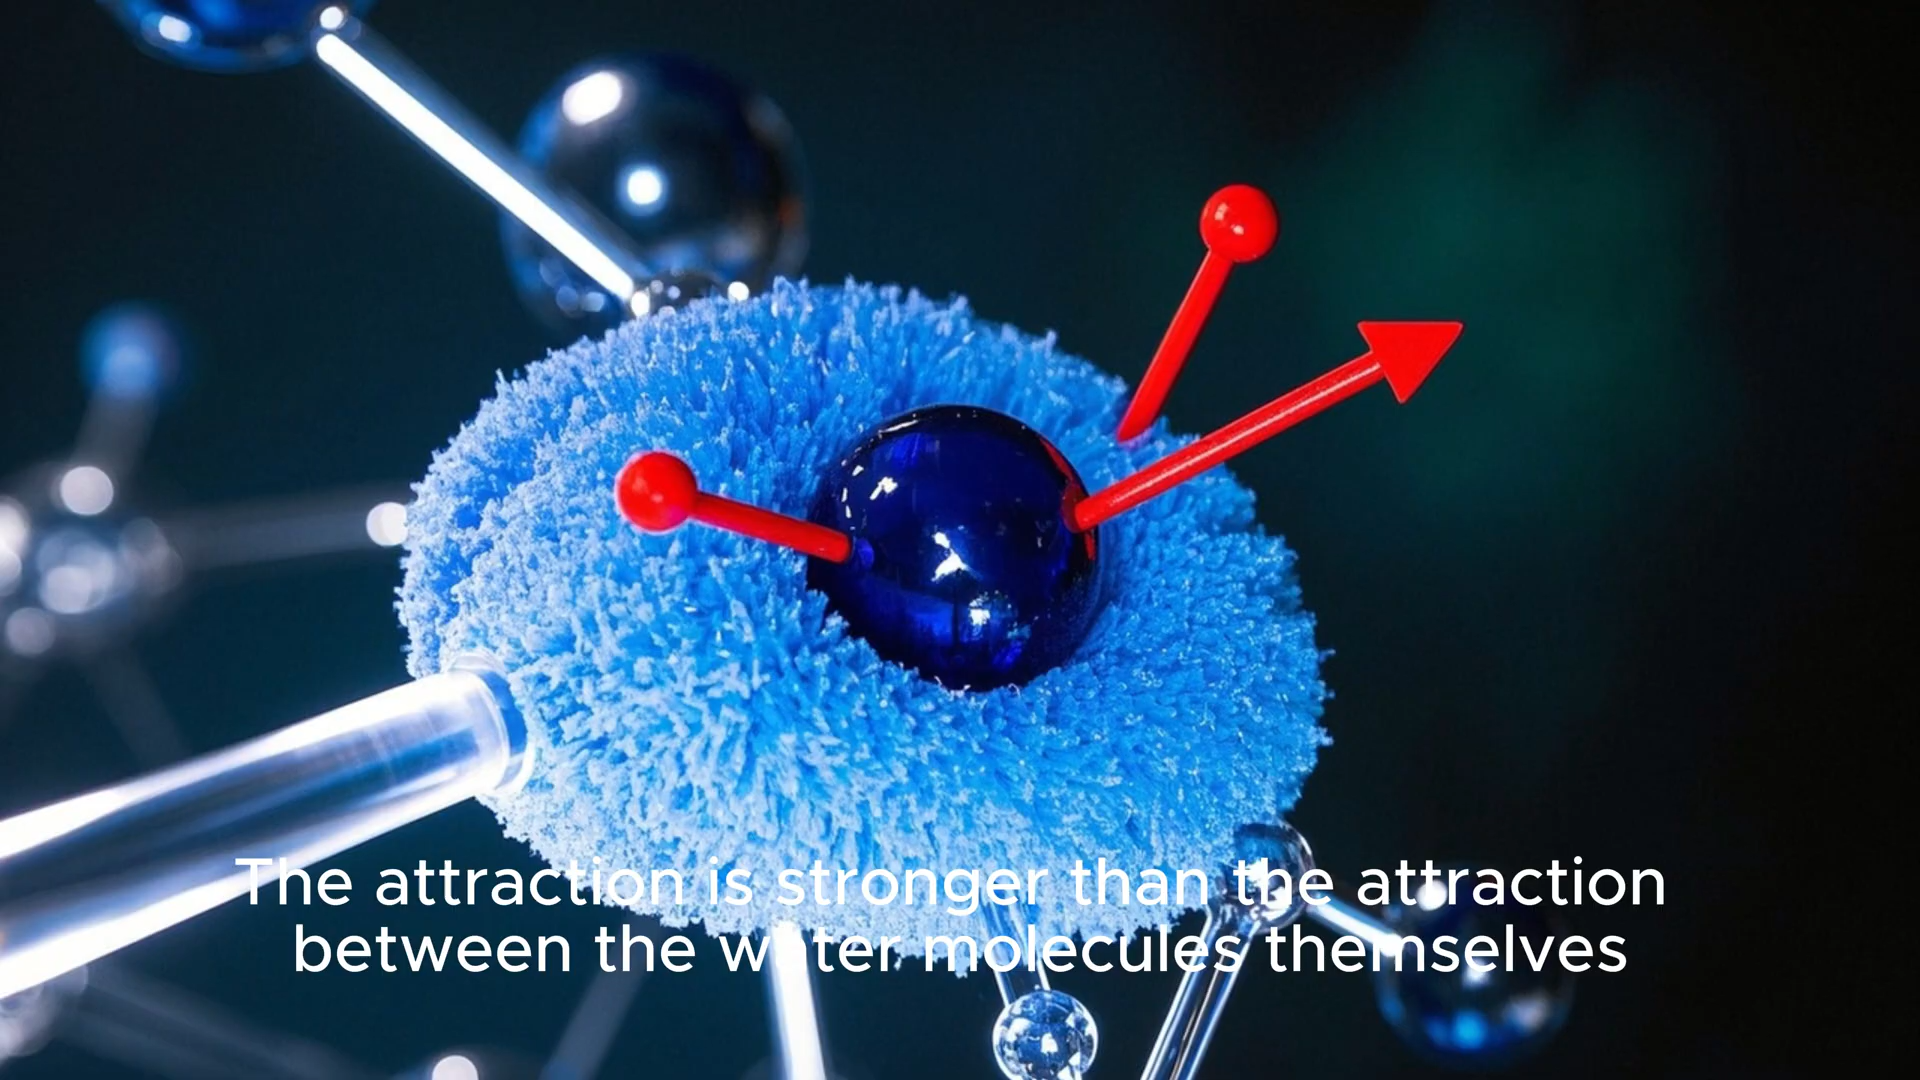 The attraction is stronger than the attraction
between the water molecules themselves